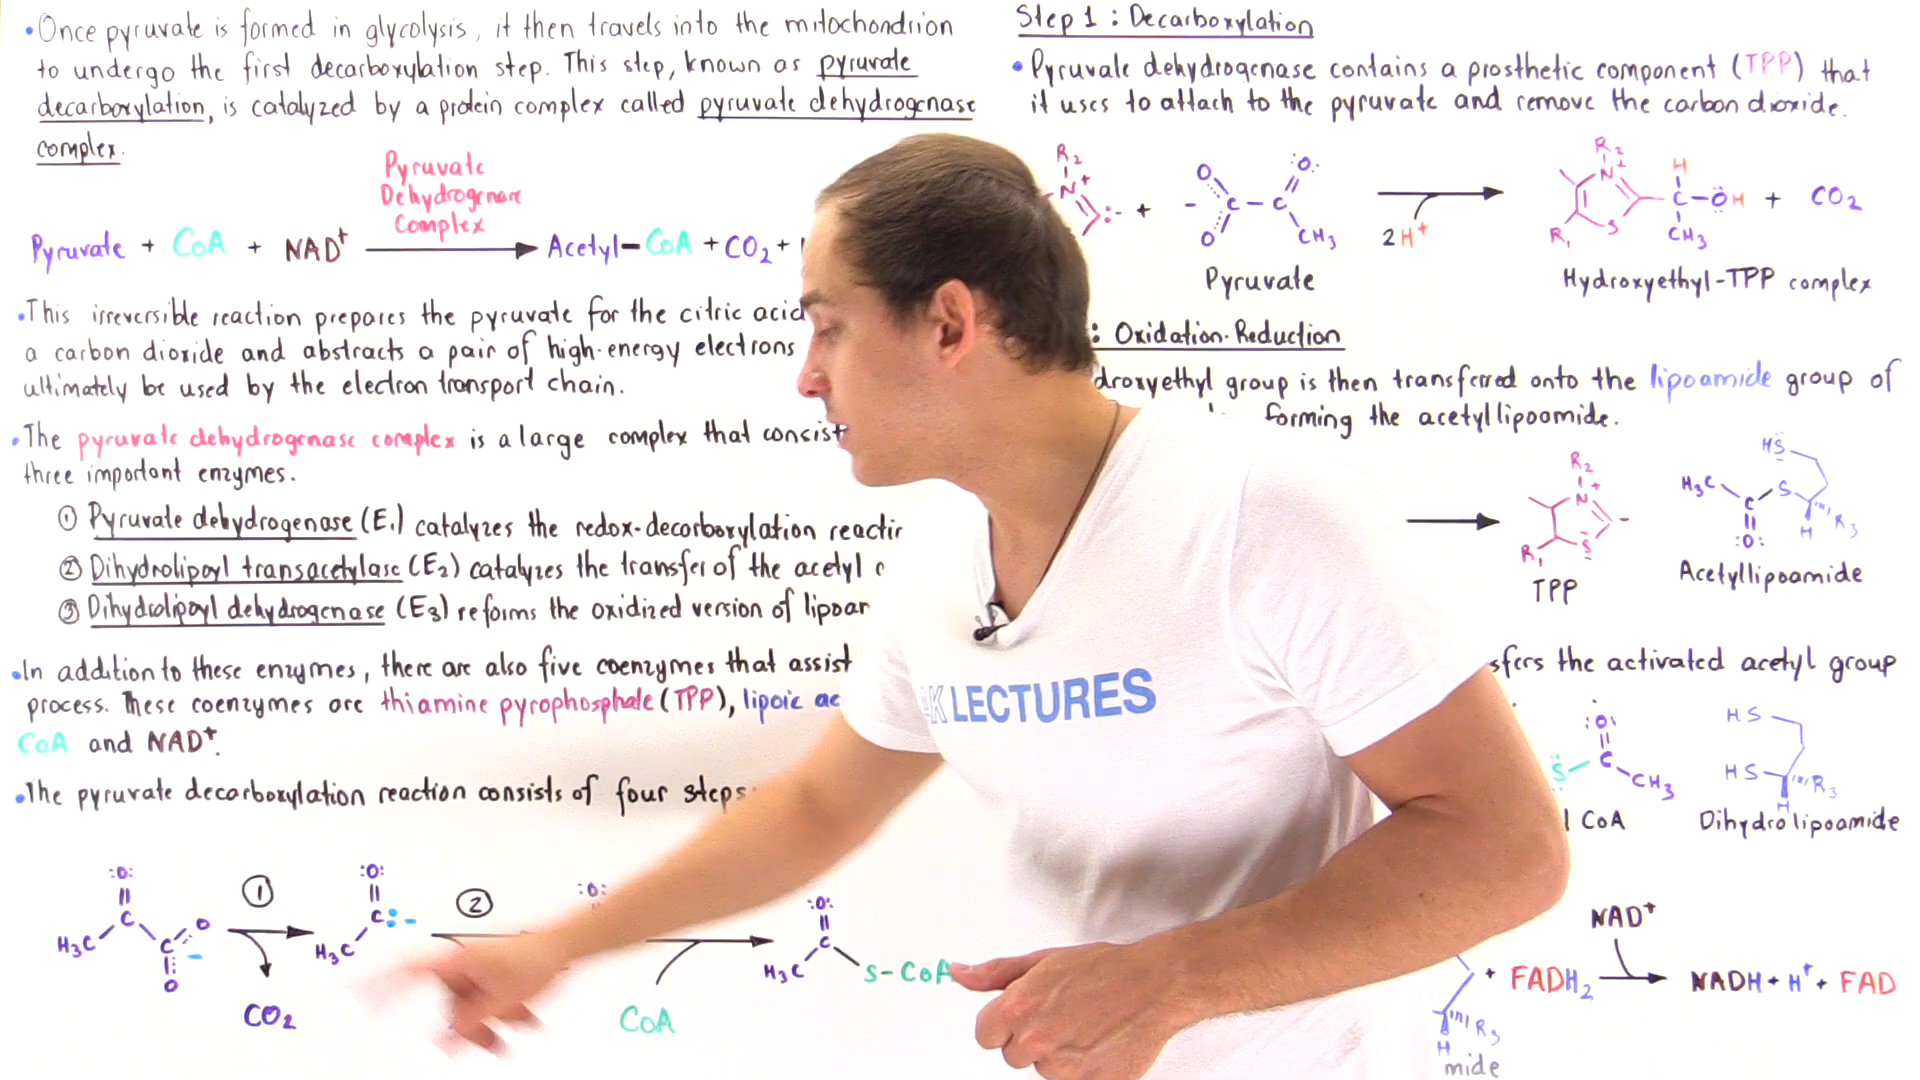 •Once pyruvate is formed in glycolysis, it then travels into the mitochondrion
to undergo the first decarboxylation step. This step, known as pyruvate
decarboxylation, is catalyzed by a protein complex called pyruvate dehydrogenase
complex.
Pyruvate
Dehydrogenase
Complex
Pyruvate + CoA + NAD⁺ → Acetyl–CoA + CO₂ +
•This irreversible reaction prepares the pyruvate for the citric acid
a carbon dioxide and abstracts a pair of high-energy electrons
ultimately be used by the electron transport chain.
•The pyruvate dehydrogenase complex is a large complex that consist
three important enzymes.
① Pyruvate dehydrogenase (E₁) catalyzes the redox-decarboxylation reacti
② Dihydrolipoyl transacetylase (E₂) catalyzes the transfer of the acetyl
③ Dihydrolipoyl dehydrogenase (E₃) reforms the oxidized version of lipoa
•In addition to these enzymes, there are also five coenzymes that assist
process. These coenzymes are thiamine pyrophosphate (TPP), lipoic ac
CoA and NAD⁺.
•The pyruvate decarboxylation reaction consists of four steps
:O:
C
H₃C
C
O
O
-
①
CO₂
:O:
C:-
H₃C
②
:O:
CoA
:O:
C
H₃C
S-CoA
Step 1: Decarboxylation
•Pyruvate dehydrogenase contains a prosthetic component (TPP) that
it uses to attach to the pyruvate and remove the carbon dioxide.
R₂
N⁺
:-
+
-
O
O
C–C
:O:
CH₃
Pyruvate
2H⁺
R₂
N⁺
S
R₁
H
C–ÖH
CH₃
+ CO₂
Hydroxyethyl-TPP complex
: Oxidation-Reduction
droxyethyl group is then transferred onto the lipoamide group of
forming the acetyllipoamide.
R₂
N⁺
-
S
R₁
TPP
HS
H₃C
C
S
:O:
H
R₃
Acetyllipoamide
sfers the activated acetyl group
:O:
S
C
CH₃
CoA
HS
HS
R₃
H
Dihydrolipoamide
AK LECTURES
R₃
H
mide
+ FADH₂
NAD⁺
NADH + H⁺ + FAD